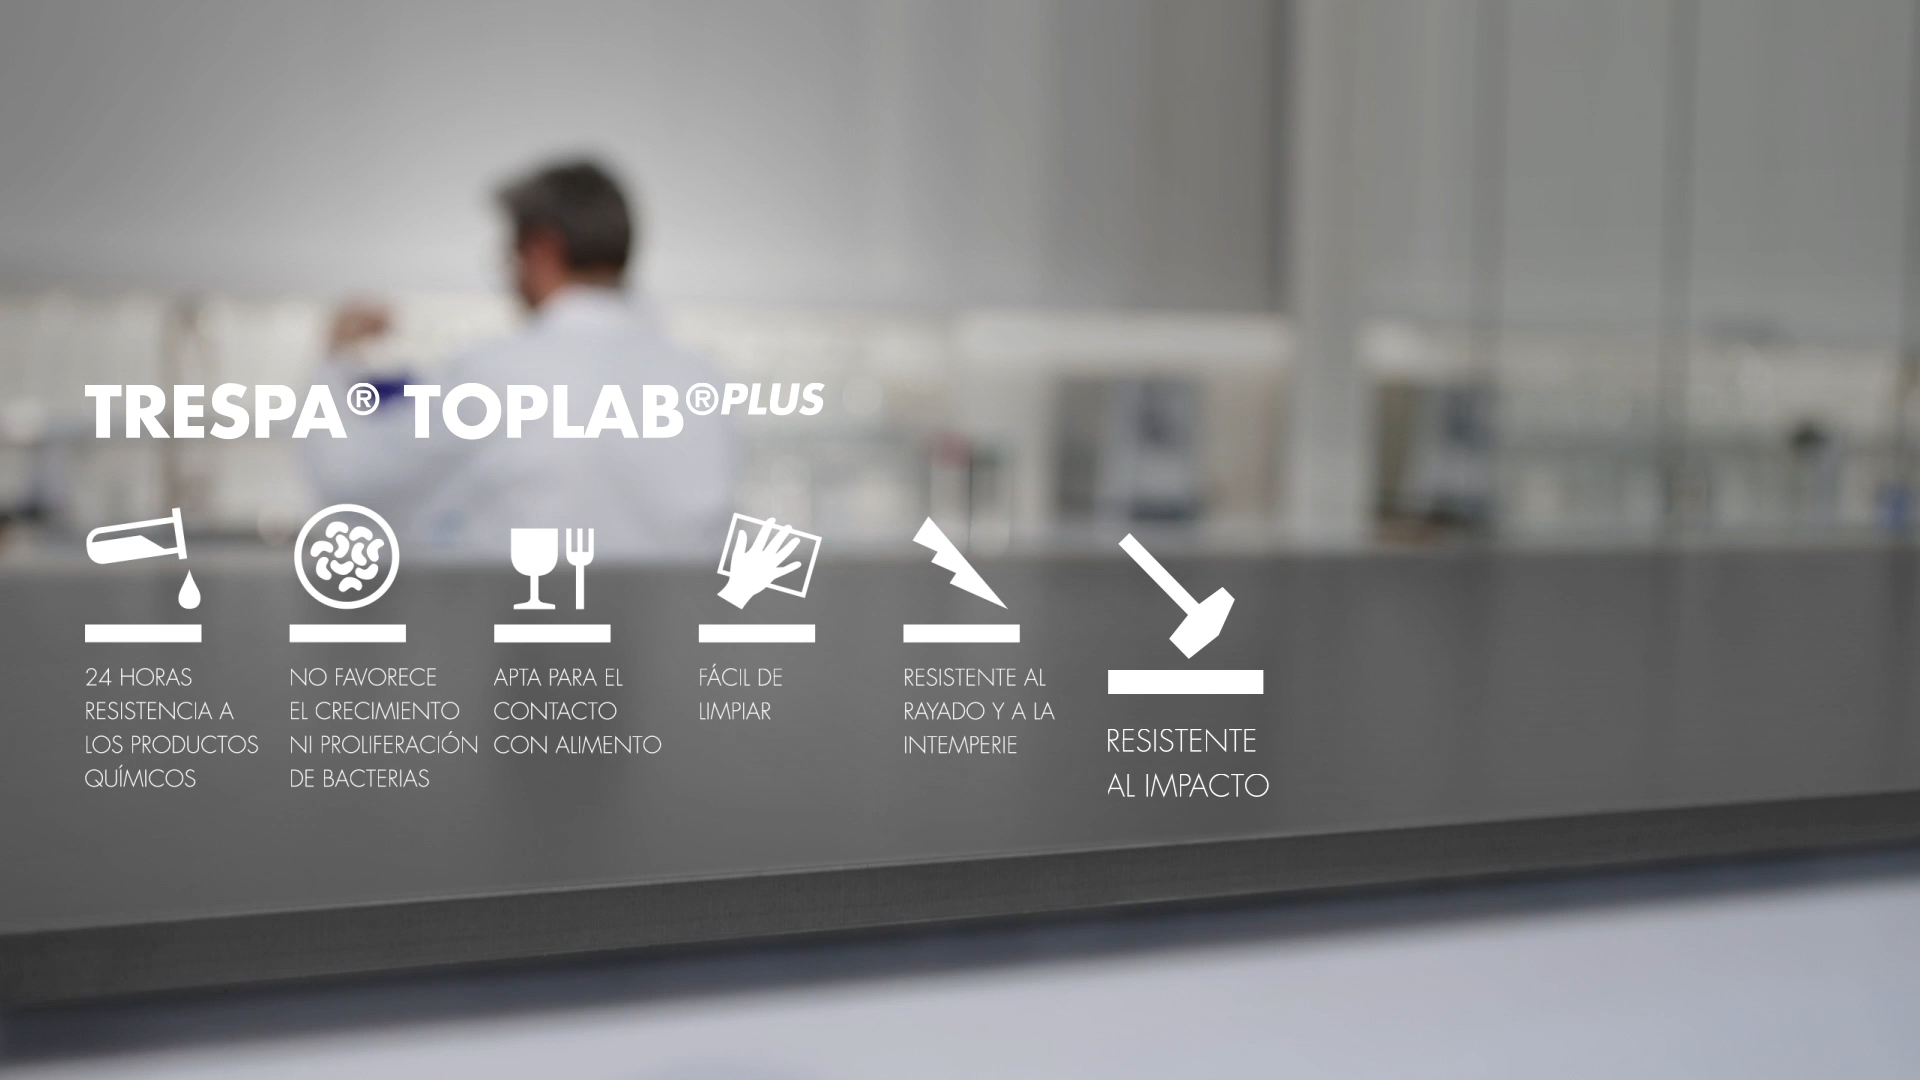 TRESPA® TOPLAB®PLUS
24 HORAS
RESISTENCIA A
LOS PRODUCTOS
QUÍMICOS
NO FAVORECE
EL CRECIMIENTO
NI PROLIFERACIÓN
DE BACTERIAS
APTA PARA EL
CONTACTO
CON ALIMENTO
FÁCIL DE
LIMPIAR
RESISTENTE AL
RAYADO Y A LA
INTEMPERIE
RESISTENTE
AL IMPACTO